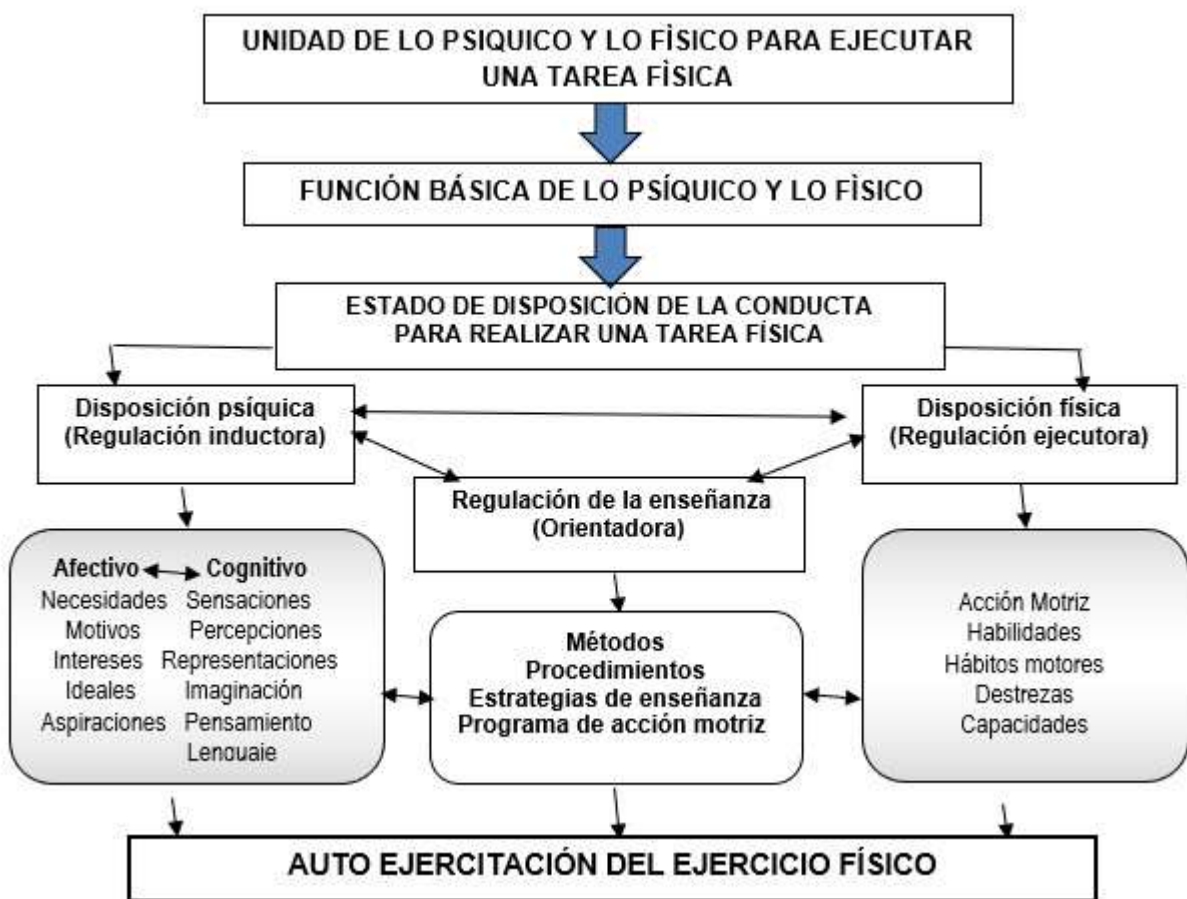 UNIDAD DE LO PSIQUICO Y LO FÌSICO PARA EJECUTAR
UNA TAREA FÌSICA
FUNCIÓN BÁSICA DE LO PSÍQUICO Y LO FÌSICO
ESTADO DE DISPOSICIÓN DE LA CONDUCTA
PARA REALIZAR UNA TAREA FÍSICA
Disposición psíquica
(Regulación inductora)
Disposición física
(Regulación ejecutora)
Regulación de la enseñanza
(Orientadora)
Afectivo Cognitivo
Necesidades Sensaciones
Motivos Percepciones
Intereses Representaciones
Ideales Imaginación
Aspiraciones Pensamiento
Lenguaje
Métodos
Procedimientos
Estrategias de enseñanza
Programa de acción motriz
Acción Motriz
Habilidades
Hábitos motores
Destrezas
Capacidades
AUTO EJERCITACIÓN DEL EJERCICIO FÍSICO